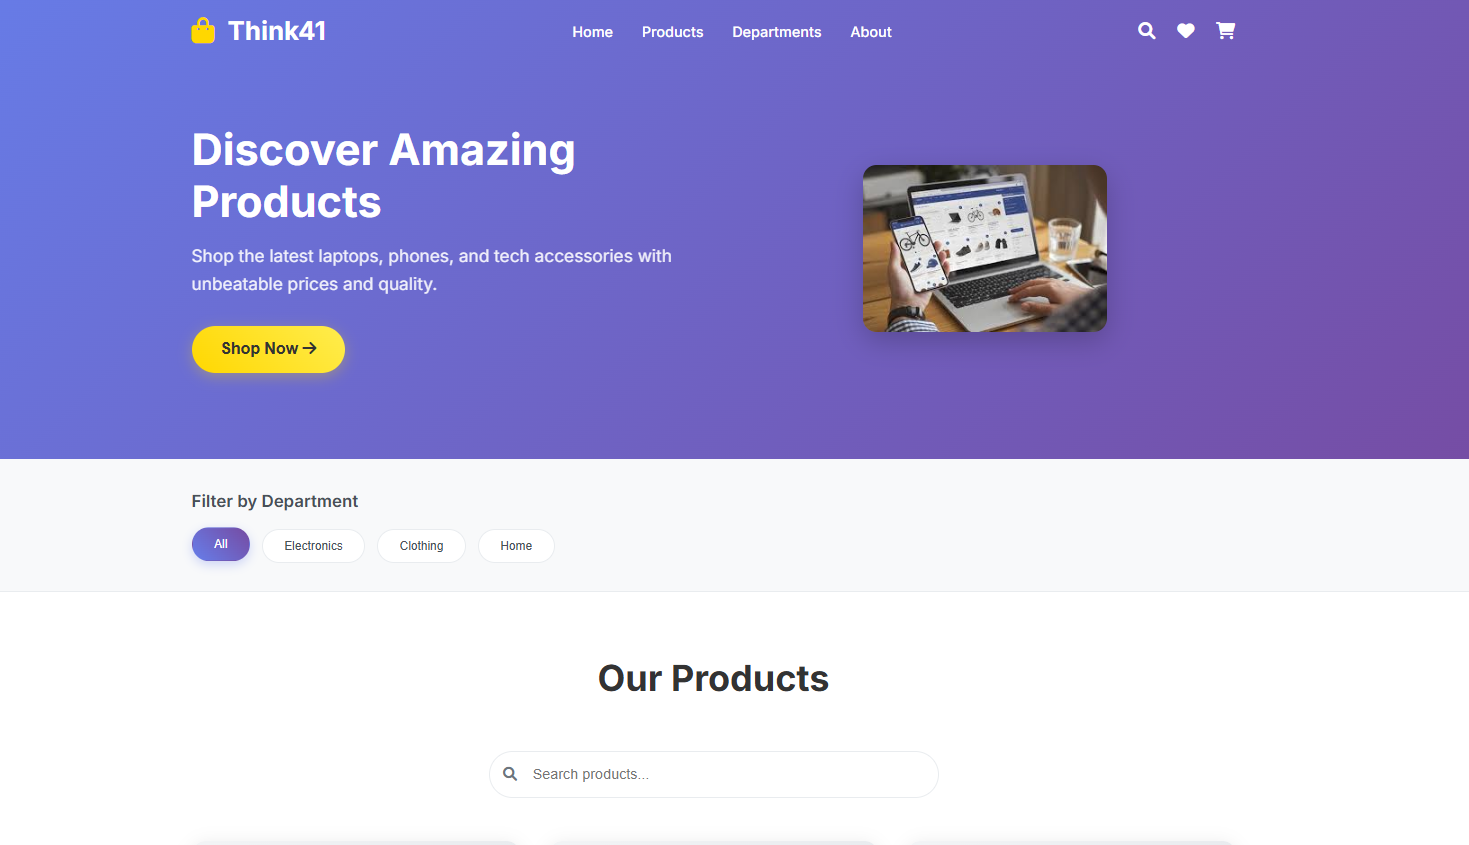 Think41
Home
Products
Departments
About
Discover Amazing
Products
Shop the latest laptops, phones, and tech accessories with
unbeatable prices and quality.
Shop Now
Filter by Department
All
Electronics
Clothing
Home
Our Products
Search products...